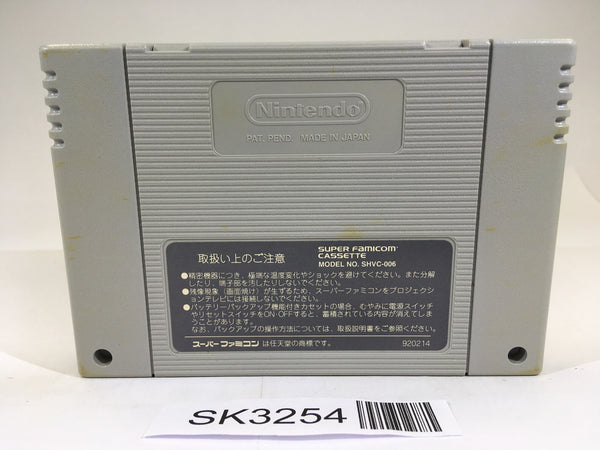 Nintendo
PAT. PEND. MADE IN JAPAN
取扱い上のご注意
SUPER FAMICOM
CASSETTE
MODEL NO. SHVC-006
●精密機器につき、極端な温度変化やショックを避けてください。また分解
したり、端子部を汚したりしないでください。
●残像現象(画面焼け)が生ずるため、スーパーファミコンをプロジェクシ
ョンテレビには接続しないでください。
●バッテリーバックアップ機能付きカセットの場合、むやみに電源スイッチ
やリセットスイッチをON・OFFすると、蓄積されている内容が消えてしま
うことがあります。
なお、バックアップの操作方法については、取扱説明書をご参照ください。
スーパーファミコンは任天堂の商標です。
920214
SK3254